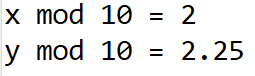 x mod 10 = 2
y mod 10 = 2.25